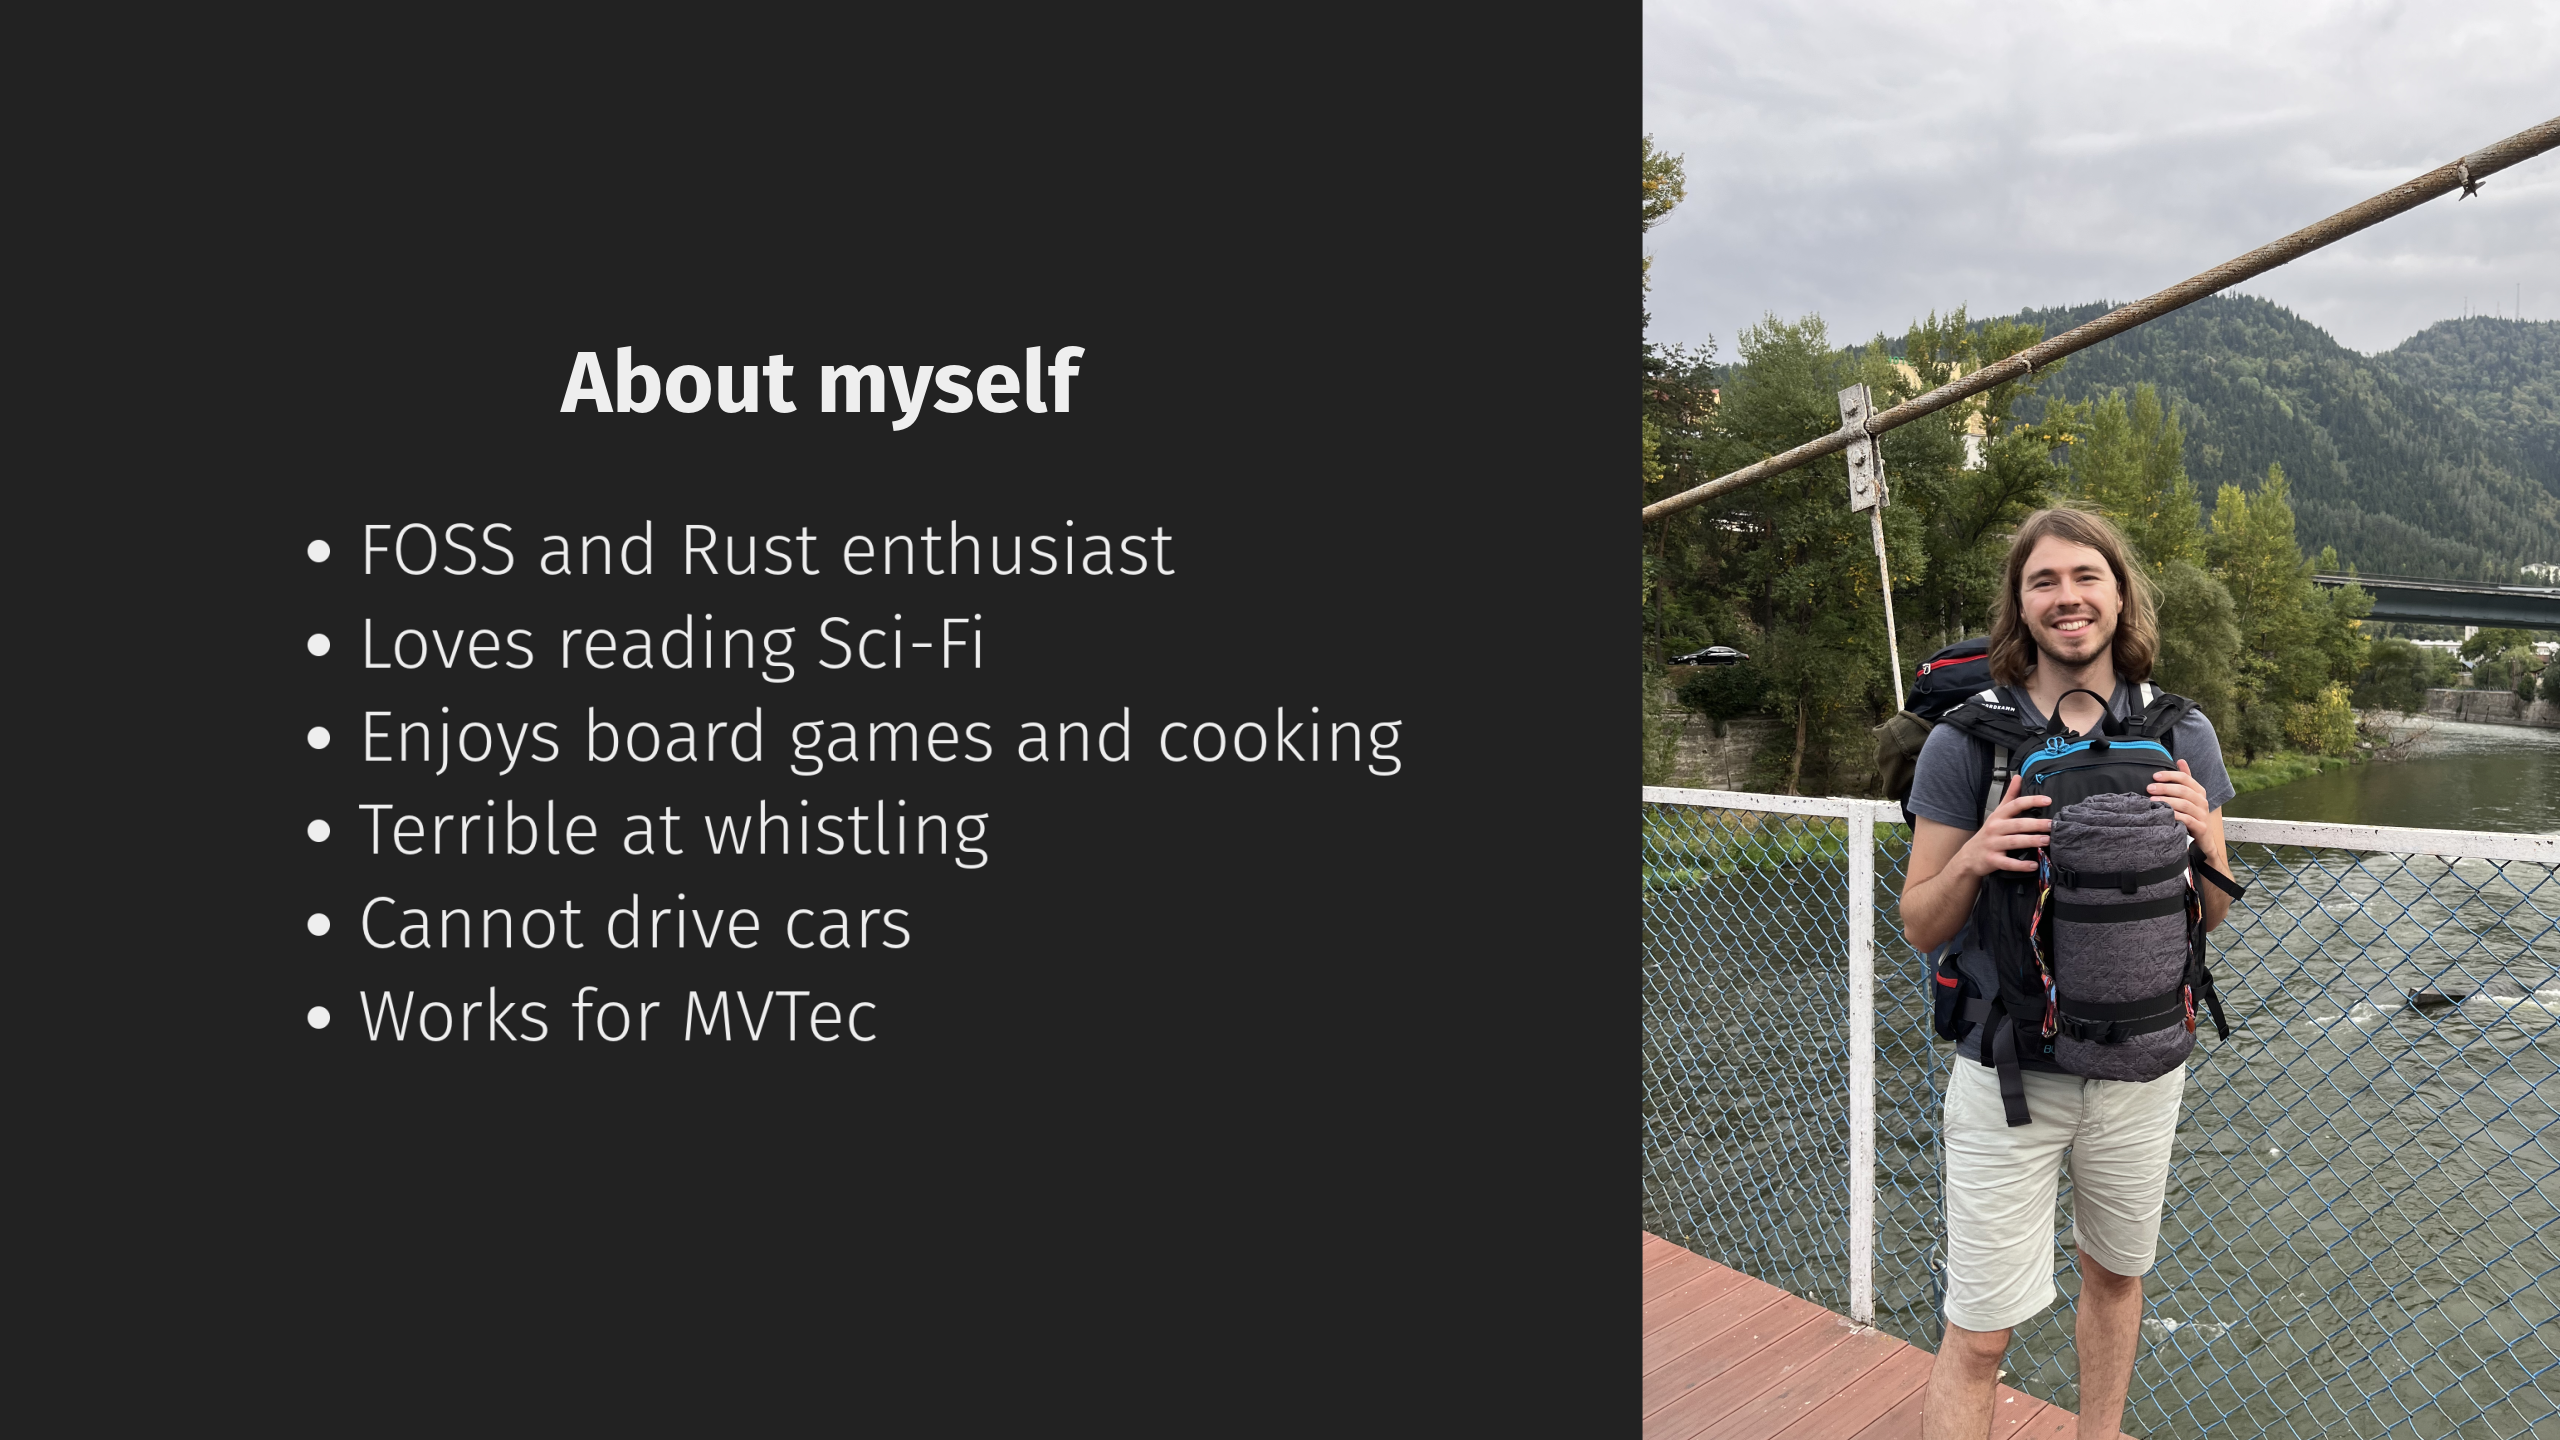 About myself
• FOSS and Rust enthusiast
• Loves reading Sci-Fi
• Enjoys board games and cooking
• Terrible at whistling
• Cannot drive cars
• Works for MVTec